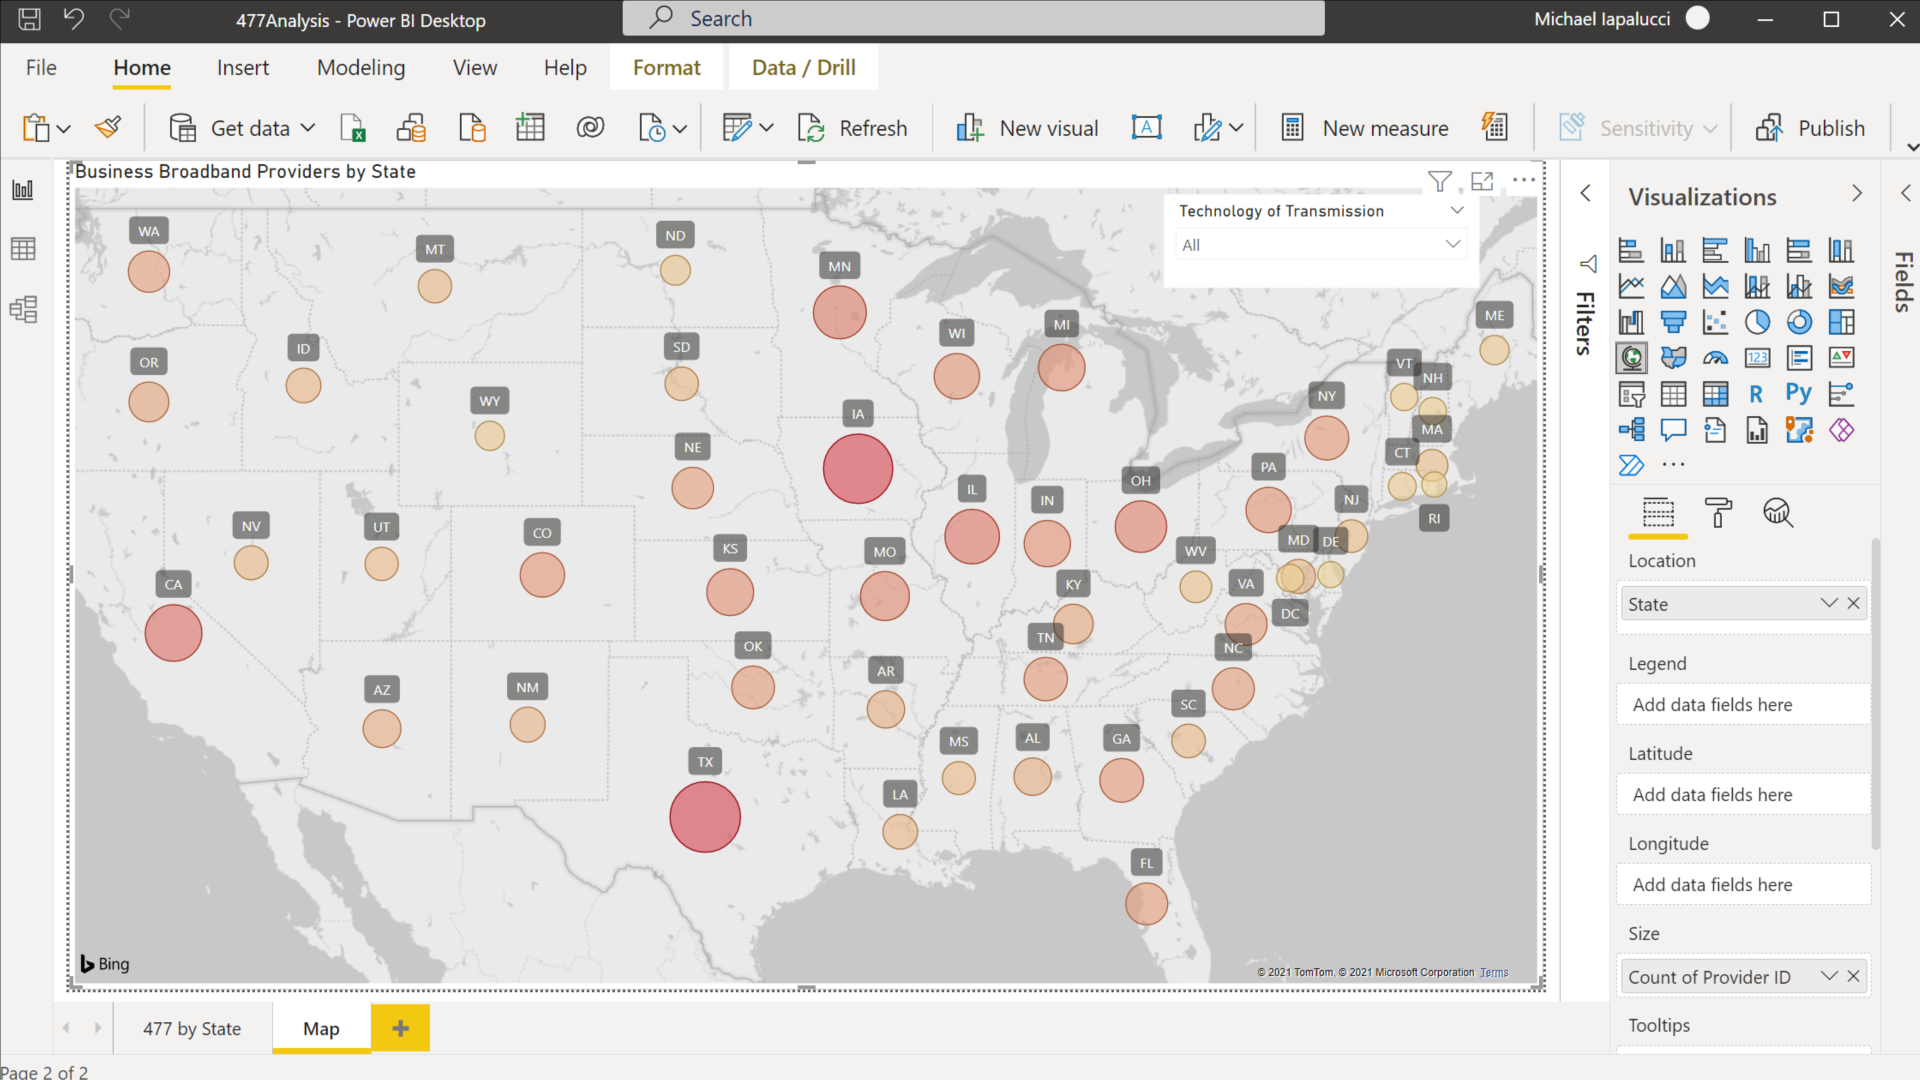 477Analysis - Power BI Desktop
Search
Michael Iapalucci
File
Home
Insert
Modeling
View
Help
Format
Data / Drill
Get data
Refresh
New visual
New measure
Sensitivity
Publish
Business Broadband Providers by State
Technology of Transmission
All
WA
MT
ND
MN
WI
MI
ME
OR
ID
SD
VT
NH
WY
IA
NY
MA
NE
CT
IL
IN
OH
PA
NJ
RI
NV
UT
CO
KS
MO
WV
MD
DE
CA
KY
VA
DC
OK
TN
NC
AZ
NM
AR
SC
TX
MS
AL
GA
LA
FL
Bing
© 2021 TomTom, © 2021 Microsoft Corporation Terms
Filters
Visualizations
123
R
Py
Location
State
Legend
Add data fields here
Latitude
Add data fields here
Longitude
Add data fields here
Size
Count of Provider ID
Tooltips
Fields
477 by State
Map
Page 2 of 2